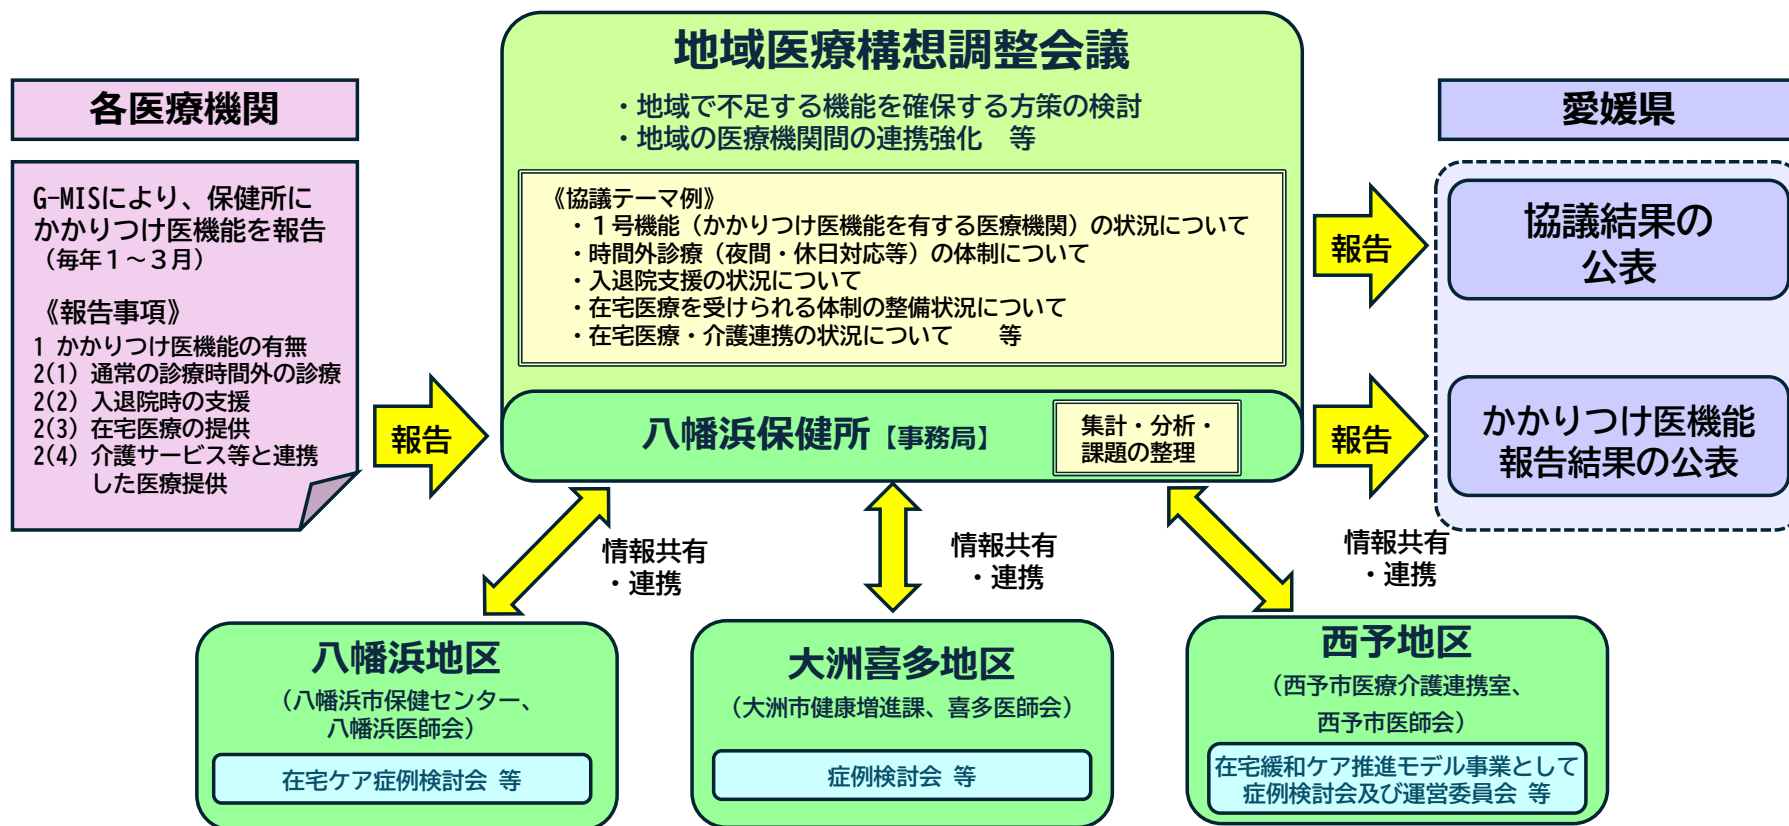 地域医療構想調整会議
・地域で不足する機能を確保する方策の検討
・地域の医療機関間の連携強化　等
《協議テーマ例》
・１号機能（かかりつけ医機能を有する医療機関）の状況について
・時間外診療（夜間・休日対応等）の体制について
・入退院支援の状況について
・在宅医療を受けられる体制の整備状況について
・在宅医療・介護連携の状況について　　等
八幡浜保健所【事務局】
集計・分析・
課題の整理
各医療機関
G-MISにより、保健所に
かかりつけ医機能を報告
（毎年１～３月）
《報告事項》
1 かかりつけ医機能の有無
2(1) 通常の診療時間外の診療
2(2) 入退院時の支援
2(3) 在宅医療の提供
2(4) 介護サービス等と連携
した医療提供
報告
報告
報告
愛媛県
協議結果の
公表
かかりつけ医機能
報告結果の公表
情報共有
・連携
情報共有
・連携
情報共有
・連携
八幡浜地区
（八幡浜市保健センター、
八幡浜医師会）
在宅ケア症例検討会 等
大洲喜多地区
（大洲市健康増進課、喜多医師会）
症例検討会 等
西予地区
（西予市医療介護連携室、
西予市医師会）
在宅緩和ケア推進モデル事業として
症例検討会及び運営委員会 等